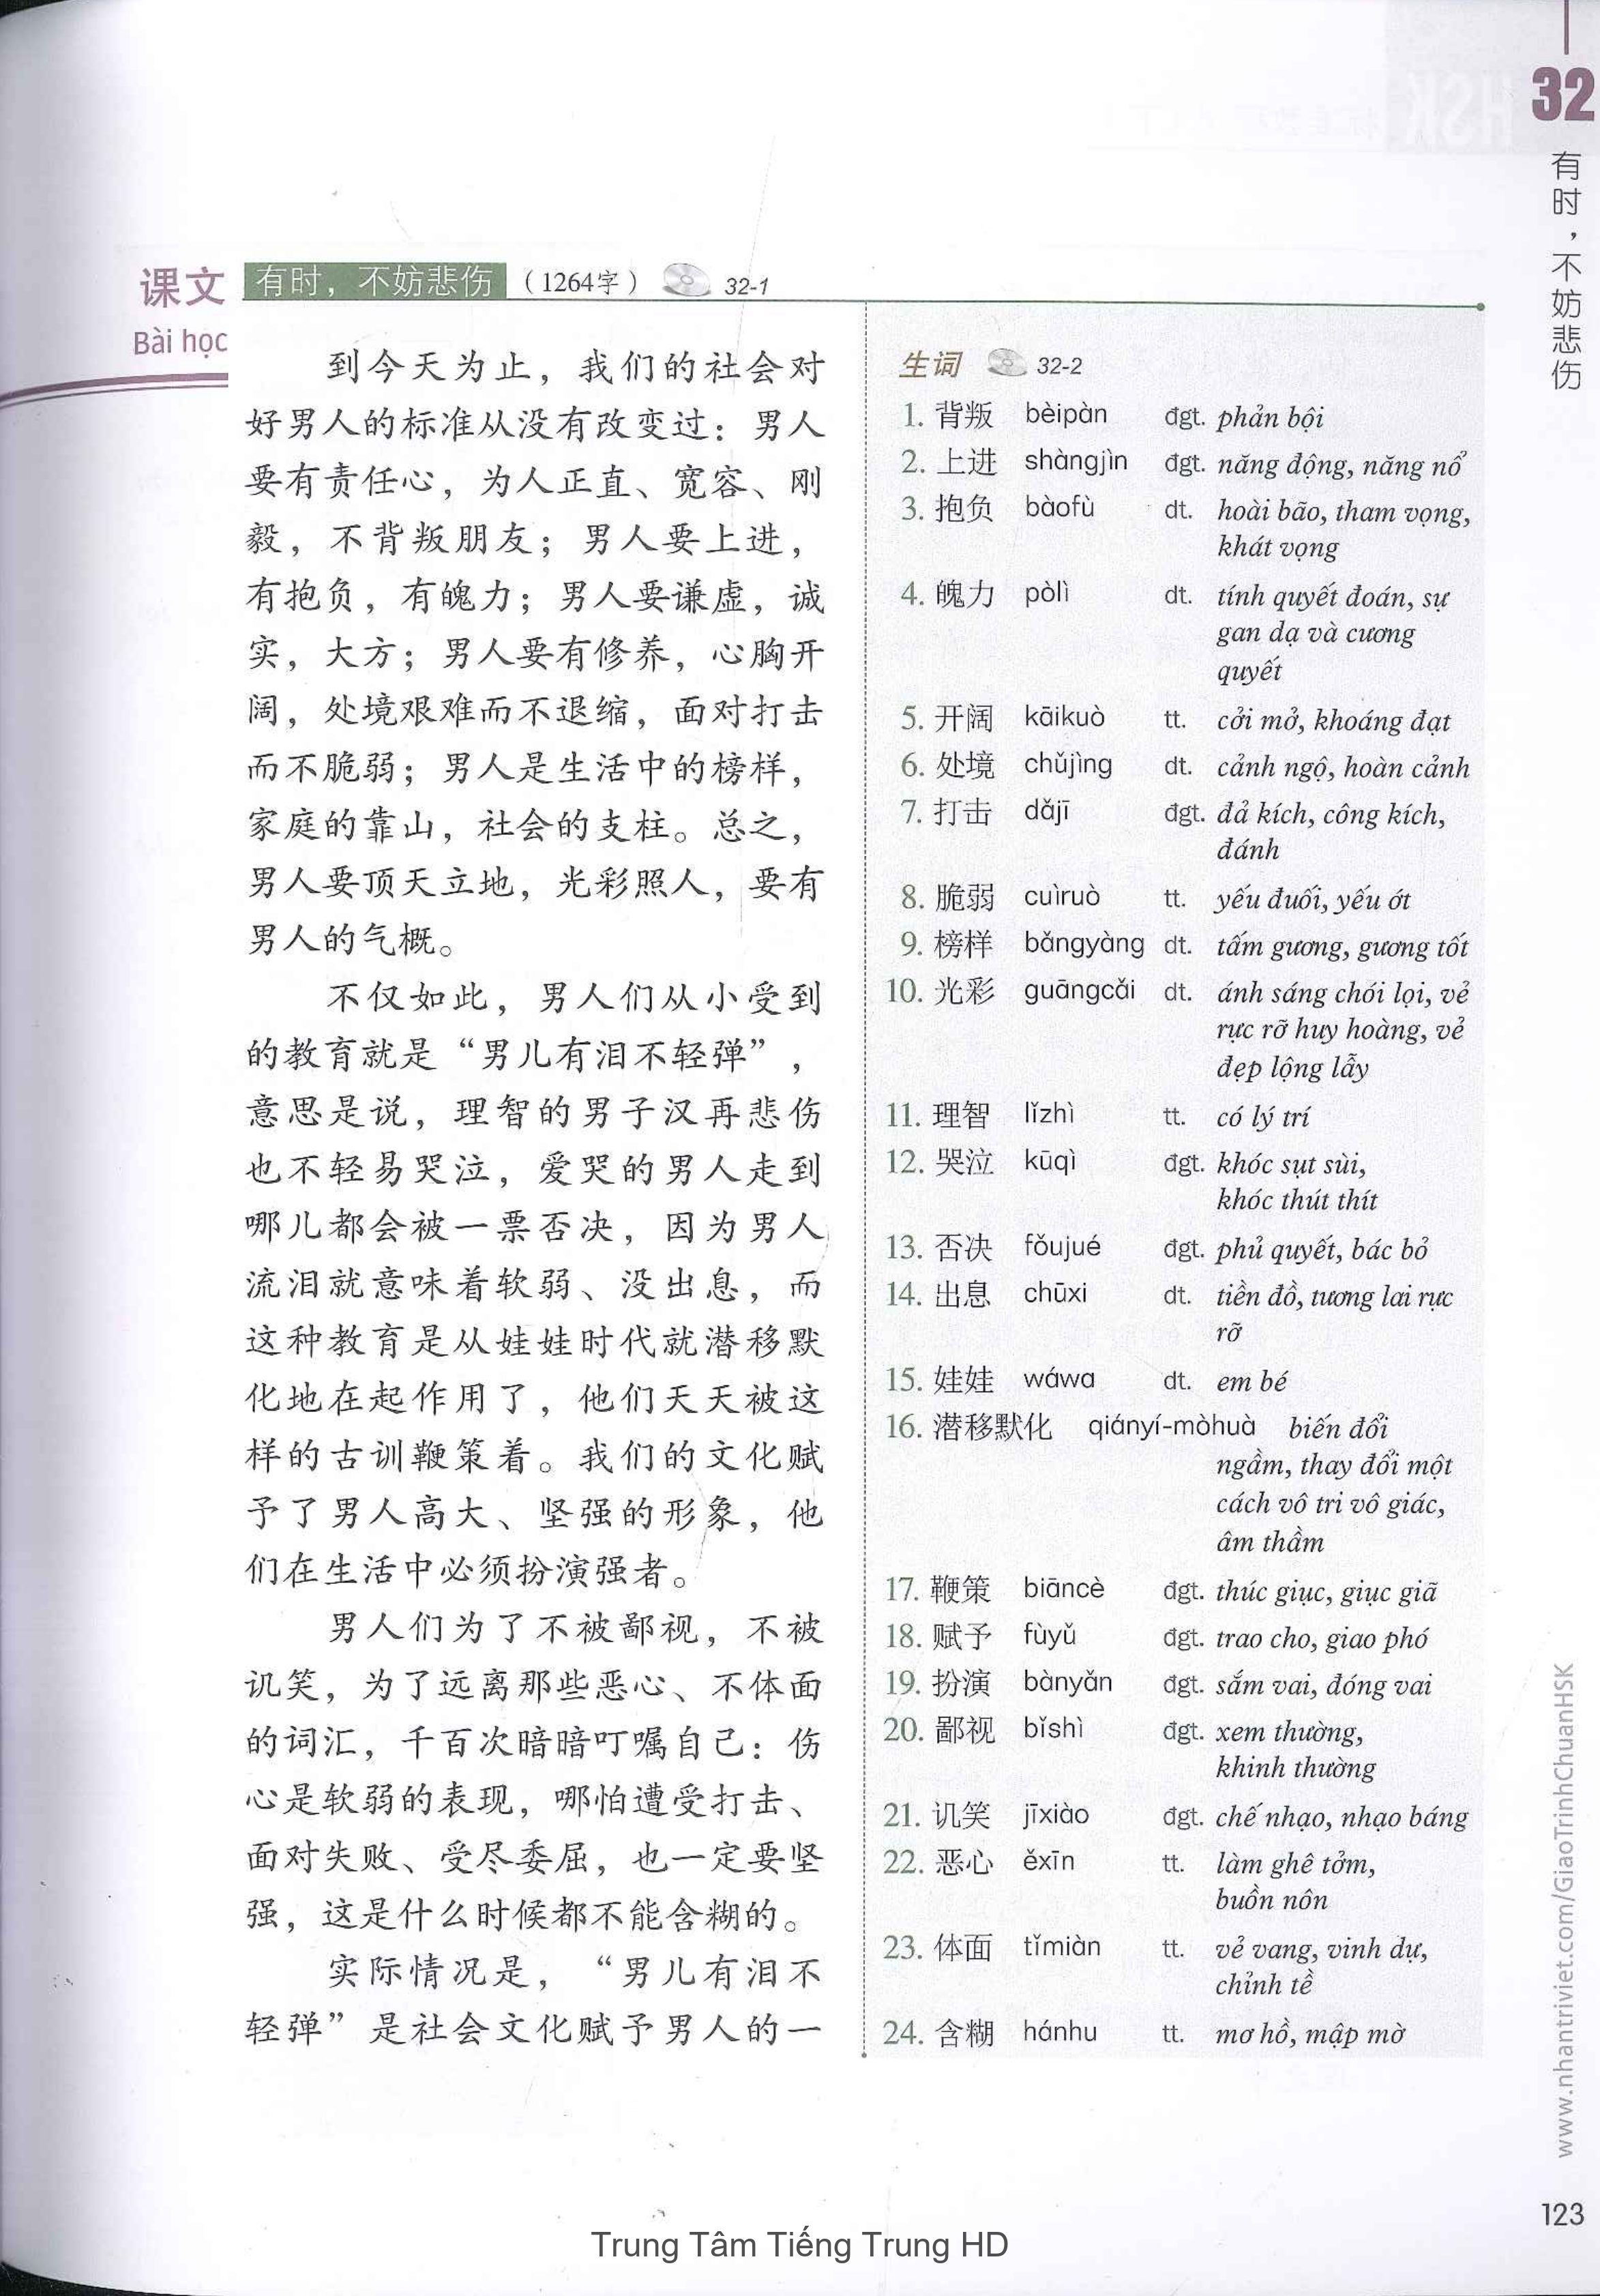 32
有时，不妨悲伤
课文
Bài học
有时，不妨悲伤 （1264字） 32-1
到今天为止，我们的社会对
好男人的标准从没有改变过：男人
要有责任心，为人正直、宽容、刚
毅，不背叛朋友；男人要上进，
有抱负，有魄力；男人要谦虚，诚
实，大方；男人要有修养，心胸开
阔，处境艰难而不退缩，面对打击
而不脆弱；男人是生活中的榜样，
家庭的靠山，社会的支柱。总之，
男人要顶天立地，光彩照人，要有
男人的气概。
不仅如此，男人们从小受到
的教育就是“男儿有泪不轻弹”，
意思是说，理智的男子汉再悲伤
也不轻易哭泣，爱哭的男人走到
哪儿都会被一票否决，因为男人
流泪就意味着软弱、没出息，而
这种教育是从娃娃时代就潜移默
化地在起作用了，他们天天被这
样的古训鞭策着。我们的文化赋
予了男人高大、坚强的形象，他
们在生活中必须扮演强者。
男人们为了不被鄙视，不被
讥笑，为了远离那些恶心、不体面
的词汇，千百次暗暗叮嘱自己：伤
心是软弱的表现，哪怕遭受打击、
面对失败、受尽委屈，也一定要坚
强，这是什么时候都不能含糊的。
实际情况是，“男儿有泪不
轻弹”是社会文化赋予男人的一
生词 32-2
1. 背叛 bèipàn đgt. phản bội
2. 上进 shàngjìn đgt. năng động, năng nổ
3. 抱负 bàofù dt. hoài bão, tham vọng,
khát vọng
4. 魄力 pòlì dt. tính quyết đoán, sự
gan dạ và cương
quyết
5. 开阔 kāikuò tt. cởi mở, khoáng đạt
6. 处境 chǔjìng dt. cảnh ngộ, hoàn cảnh
7. 打击 dǎjī đgt. đả kích, công kích,
đánh
8. 脆弱 cuìruò tt. yếu đuối, yếu ớt
9. 榜样 bǎngyàng dt. tấm gương, gương tốt
10. 光彩 guāngcǎi dt. ánh sáng chói lọi, vẻ
rực rỡ huy hoàng, vẻ
đẹp lộng lẫy
11. 理智 lǐzhì tt. có lý trí
12. 哭泣 kūqì đgt. khóc sụt sùi,
khóc thút thít
13. 否决 fǒujué đgt. phủ quyết, bác bỏ
14. 出息 chūxi dt. tiền đồ, tương lai rực
rỡ
15. 娃娃 wáwa dt. em bé
16. 潜移默化 qiányí-mòhuà biến đổi
ngầm, thay đổi một
cách vô tri vô giác,
âm thầm
17. 鞭策 biāncè đgt. thúc giục, giục giã
18. 赋予 fùyǔ đgt. trao cho, giao phó
19. 扮演 bànyǎn đgt. sắm vai, đóng vai
20. 鄙视 bǐshì đgt. xem thường,
khinh thường
21. 讥笑 jīxiào đgt. chế nhạo, nhạo báng
22. 恶心 ěxīn tt. làm ghê tởm,
buồn nôn
23. 体面 tǐmiàn tt. vẻ vang, vinh dự,
chỉnh tề
24. 含糊 hánhu tt. mơ hồ, mập mờ
www.nhantriviet.com/GiaoTrinhChuanHSK
123
Trung Tâm Tiếng Trung HD